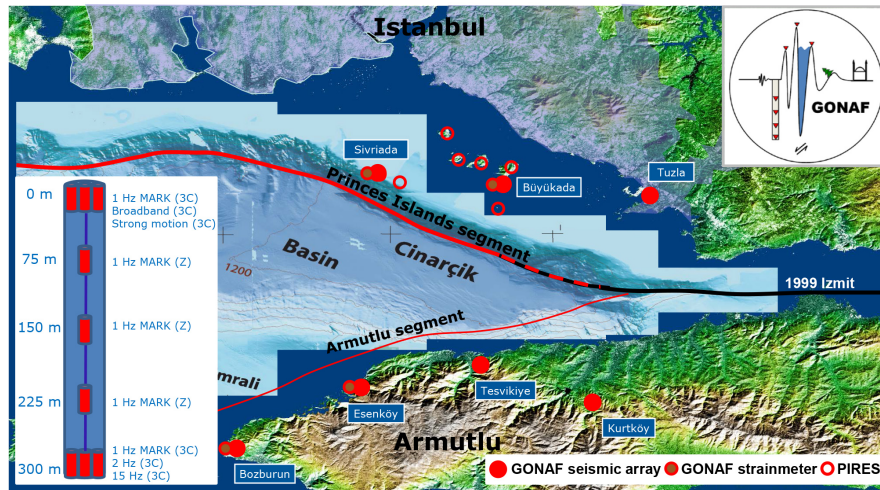 Istanbul
GONAF
Sivriada
Büyükada
Tuzla
Princes Islands segment
0 m
1 Hz MARK (3C)
Broadband (3C)
Strong motion (3C)
75 m
1 Hz MARK (Z)
Basin
Cinarçik
1200
1999 Izmit
150 m
1 Hz MARK (Z)
Armutlu segment
mrali
225 m
1 Hz MARK (Z)
Tesvikiye
Esenköy
Kurtköy
Armutlu
300 m
1 Hz MARK (3C)
2 Hz (3C)
15 Hz (3C)
Bozburun
GONAF seismic array GONAF strainmeter PIRES